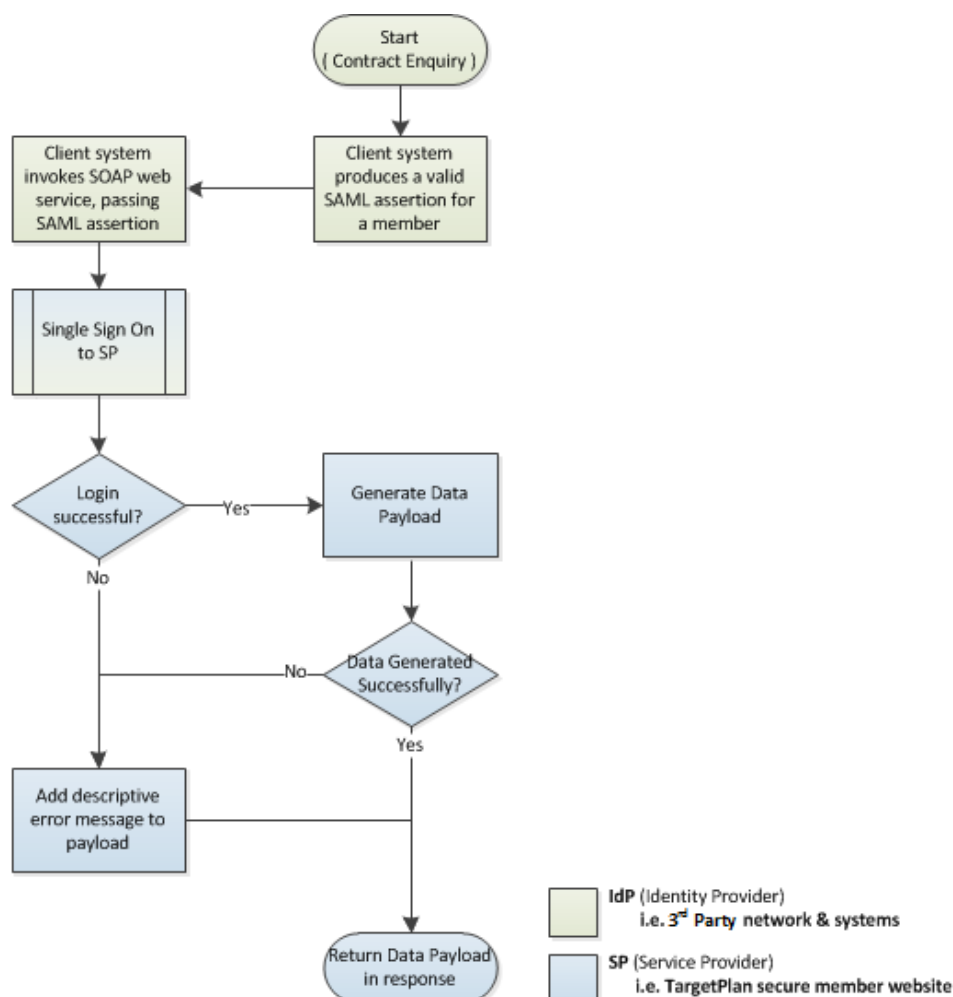 Start
( Contract Enquiry )
Client system
produces a valid
SAML assertion for
a member
Client system
invokes SOAP web
service, passing
SAML assertion
Single Sign On
to SP
Login
successful?
Yes
Generate Data
Payload
No
Data Generated
Successfully?
No
Yes
Add descriptive
error message to
payload
Return Data Payload
in response
IdP (Identity Provider)
i.e. 3rd Party network & systems
SP (Service Provider)
i.e. TargetPlan secure member website